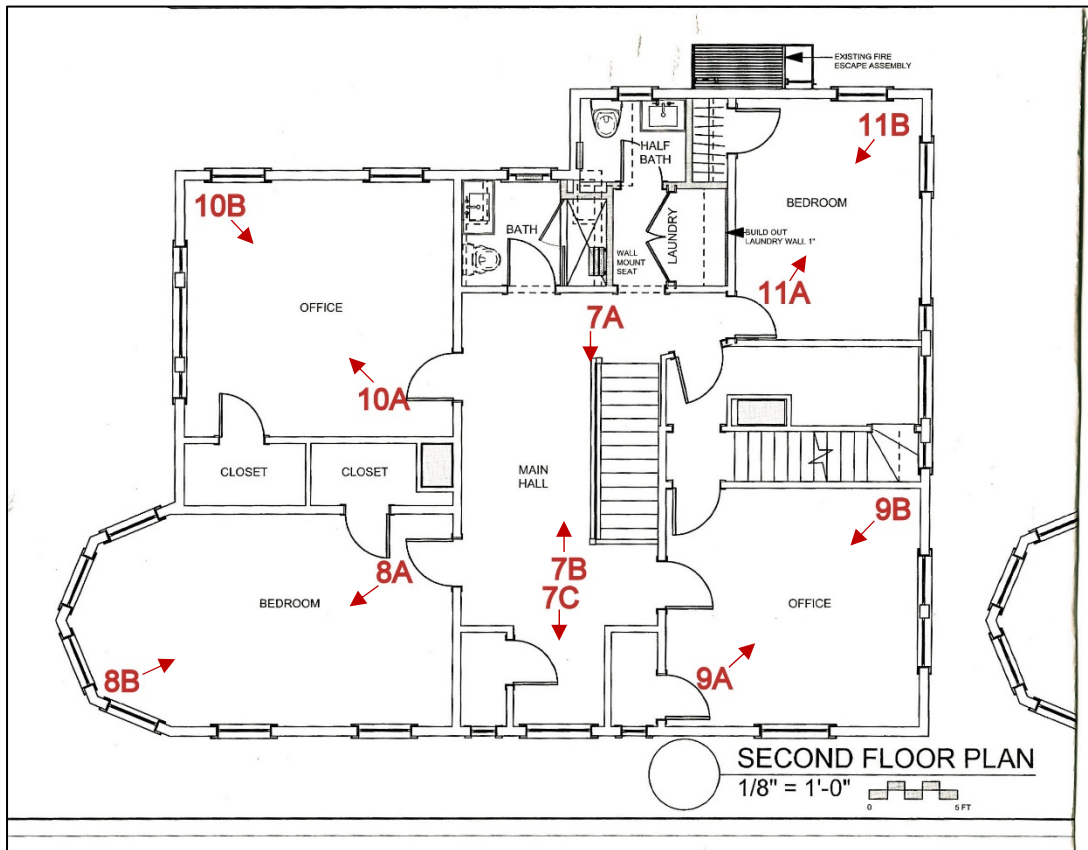 EXISTING FIRE
ESCAPE ASSEMBLY
11B
HALF
BATH
10B
BEDROOM
BATH
LAUNDRY
BUILD OUT
LAUNDRY WALL 1"
WALL
MOUNT
SEAT
11A
OFFICE
7A
10A
CLOSET
CLOSET
MAIN
HALL
9B
7B
8A
7C
BEDROOM
OFFICE
8B
9A
SECOND FLOOR PLAN
1/8" = 1'-0"
0
5 FT